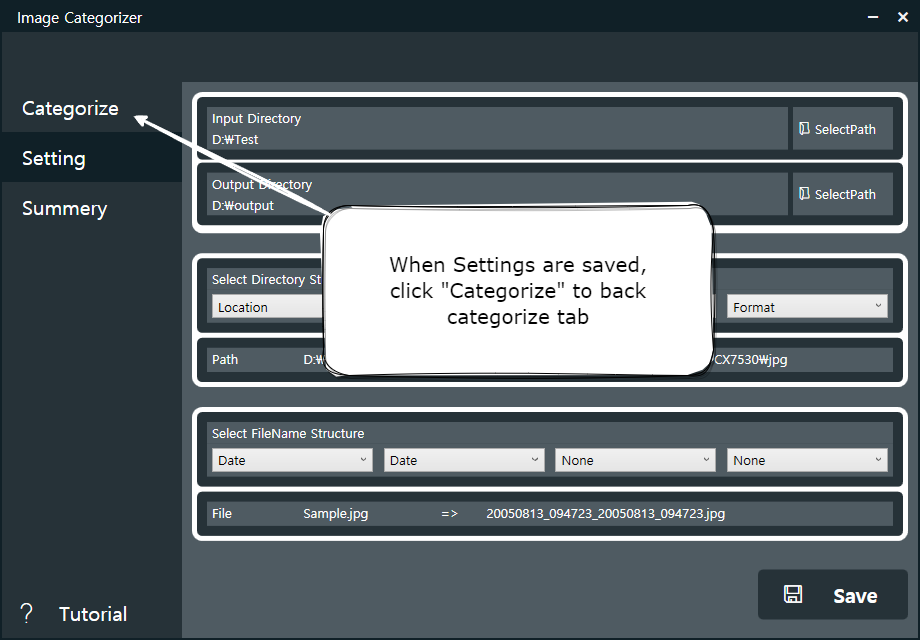 Image Categorizer
Categorize
Setting
Summery
Input Directory
D:₩Test
SelectPath
Output Directory
D:₩output
SelectPath
When Settings are saved,
click "Categorize" to back
categorize tab
Select Directory St
Location
Format
Path D:₩ CX7530₩jpg
Select FileName Structure
Date Date None None
File Sample.jpg => 20050813_094723_20050813_094723.jpg
Save
? Tutorial